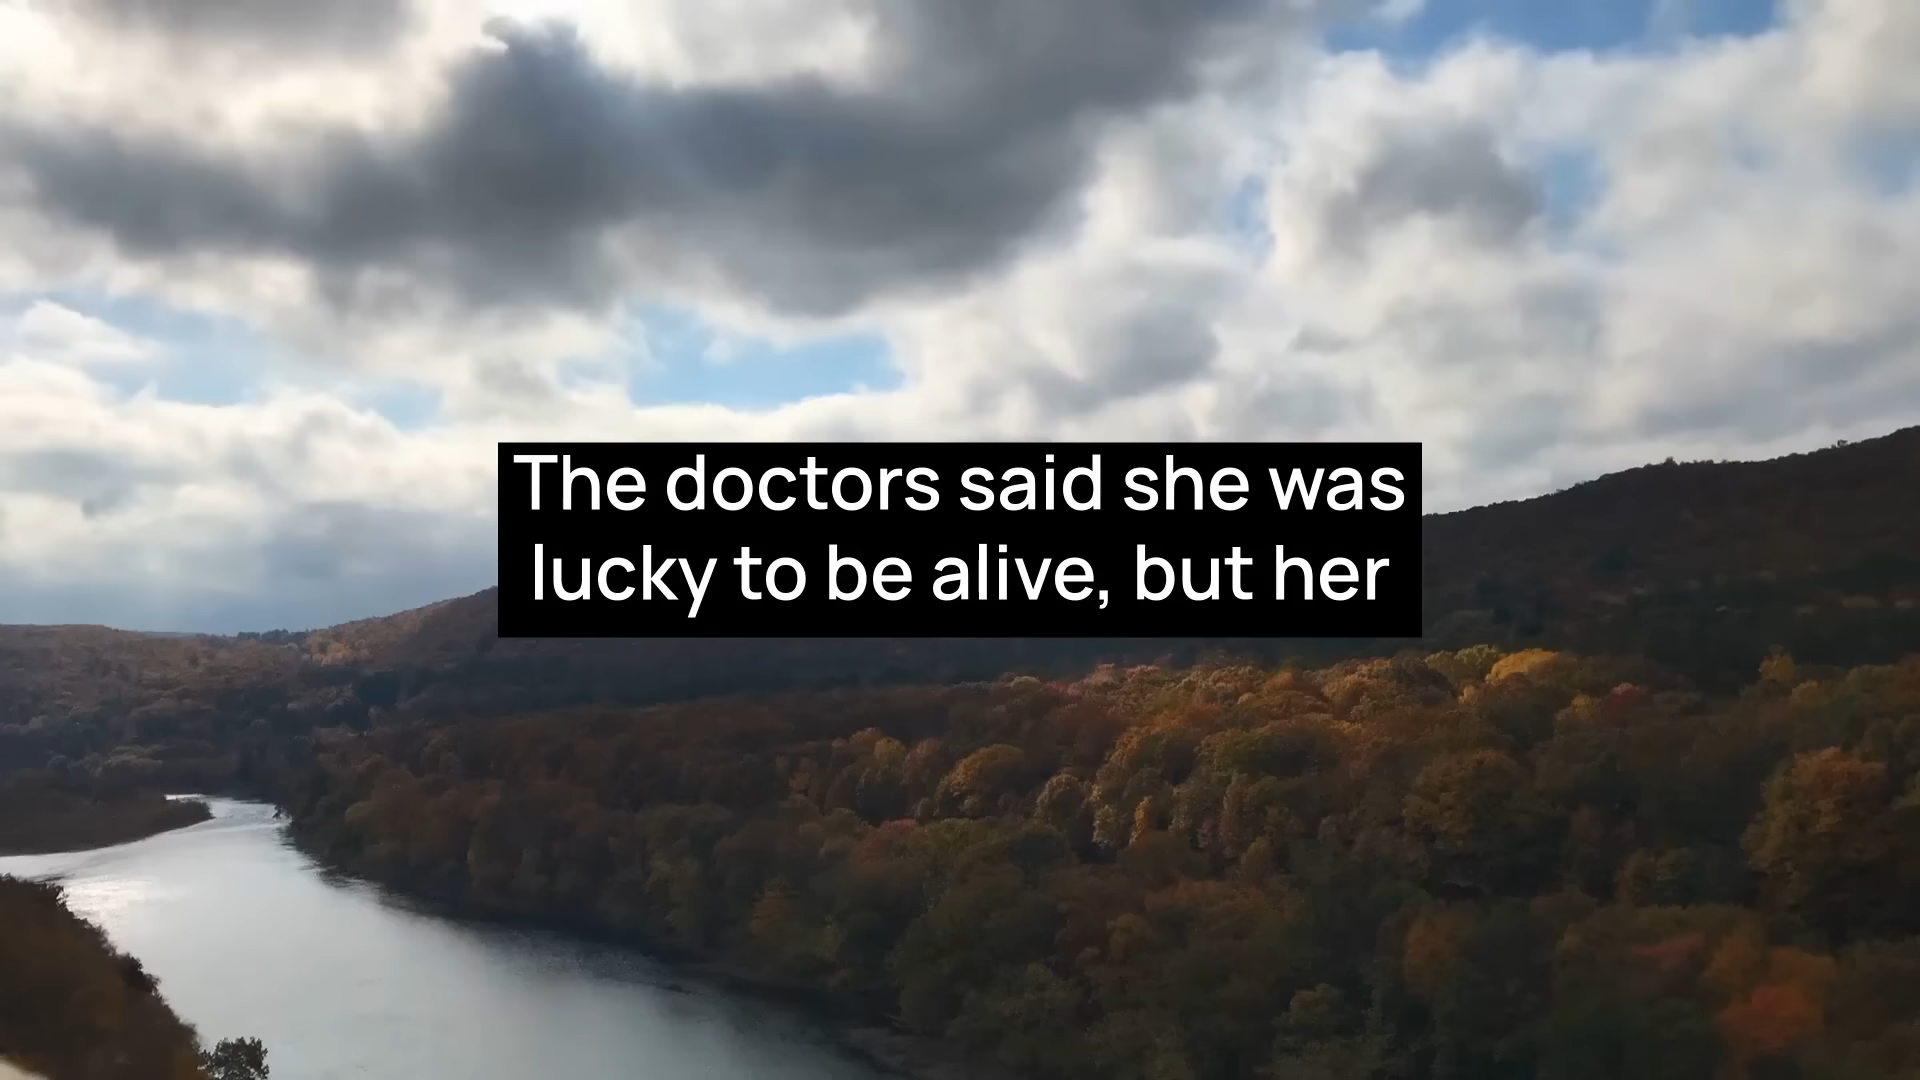 The doctors said she was
lucky to be alive, but her